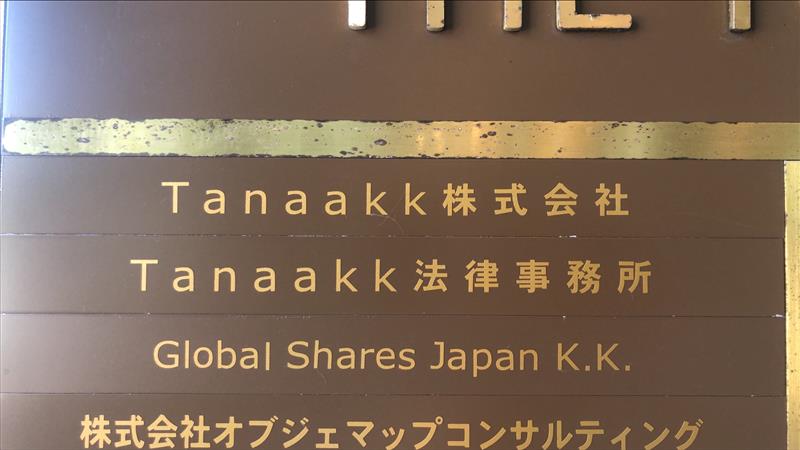 Tanaakk株式会社
Tanaakk法律事務所
Global Shares Japan K.K.
株式会社オブジェマップコンサルティング